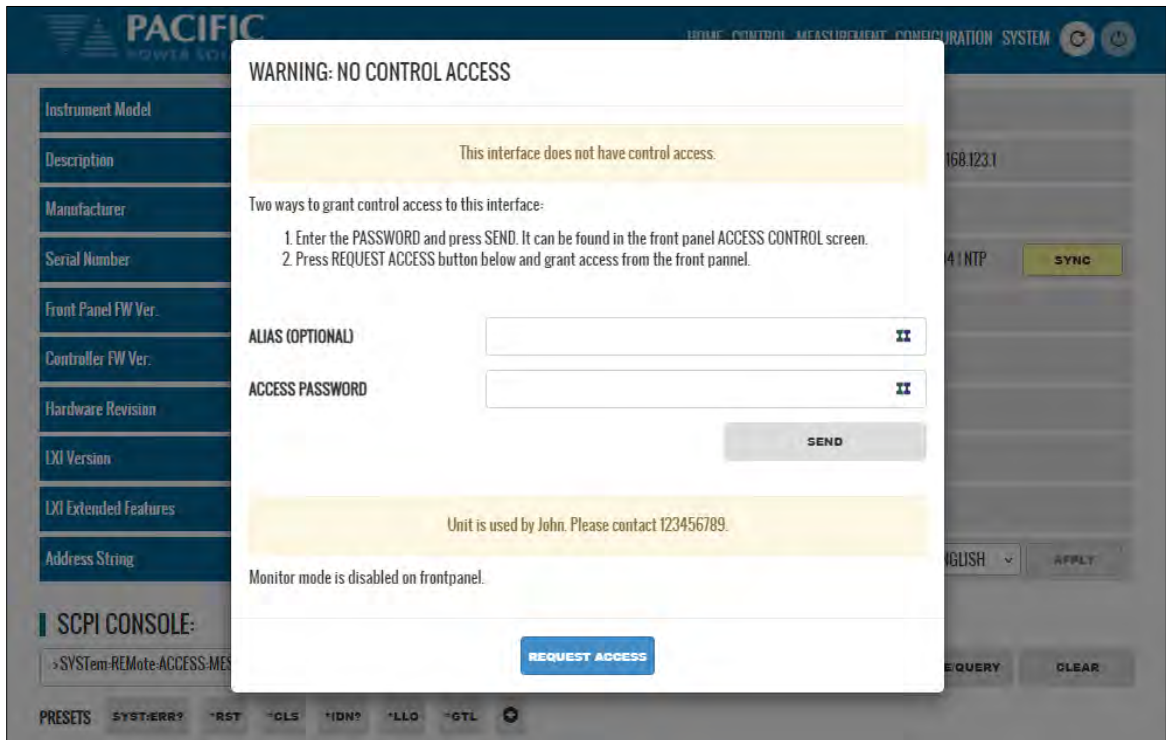 PACIFIC
HOME CONTROL MEASUREMENT CONFIGURATION SYSTEM
WARNING: NO CONTROL ACCESS
Instrument Model
This interface does not have control access.
Description
168.123.1
Manufacturer
Two ways to grant control access to this interface:
1. Enter the PASSWORD and press SEND. It can be found in the front panel ACCESS CONTROL screen.
2. Press REQUEST ACCESS button below and grant access from the front pannel.
Serial Number
4 | NTP
SYNC
Front Panel FW Ver.
ALIAS (OPTIONAL)
Controller FW Ver.
ACCESS PASSWORD
Hardware Revision
SEND
LXI Version
LXI Extended Features
Unit is used by John. Please contact 123456789.
Address String
NGLISH
APPLY
Monitor mode is disabled on frontpanel.
SCPI CONSOLE:
REQUEST ACCESS
>SYSTem:REMote:ACCESS:MES
E QUERY
CLEAR
PRESETS SYST:ERR? *RST *CLS *IDN? *LLO *GTL